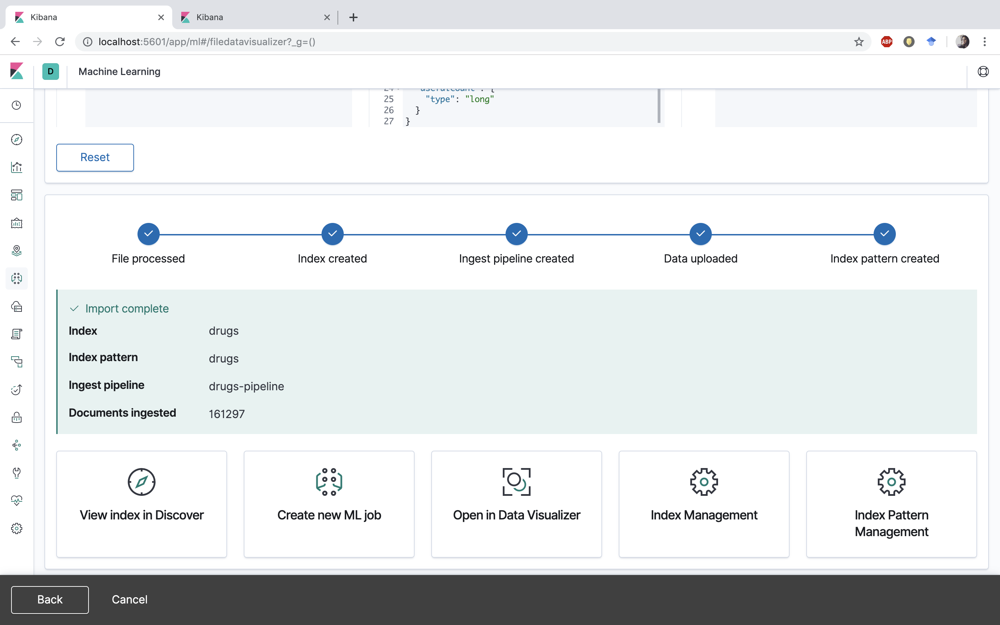 Kibana
Kibana
localhost:5601/app/ml#/filedatavisualizer?_g=()
ABP
D
Machine Learning
24 "usefulCount": {
25 "type": "long"
26 }
27 }
Reset
File processed
Index created
Ingest pipeline created
Data uploaded
Index pattern created
Import complete
Index drugs
Index pattern drugs
Ingest pipeline drugs-pipeline
Documents ingested 161297
View index in Discover
Create new ML job
Open in Data Visualizer
Index Management
Index Pattern
Management
Back
Cancel